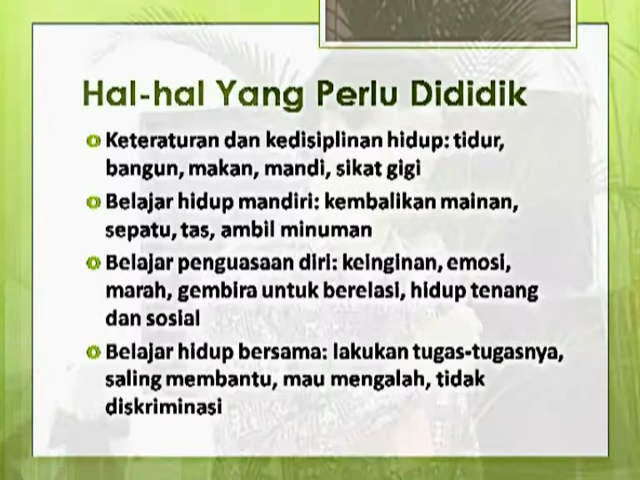 Hal-hal Yang Perlu Dididik
Keteraturan dan kedisiplinan hidup: tidur,
bangun, makan, mandi, sikat gigi
Belajar hidup mandiri: kembalikan mainan,
sepatu, tas, ambil minuman
Belajar penguasaan diri: keinginan, emosi,
marah, gembira untuk berelasi, hidup tenang
dan sosial
Belajar hidup bersama: lakukan tugas-tugasnya,
saling membantu, mau mengalah, tidak
diskriminasi